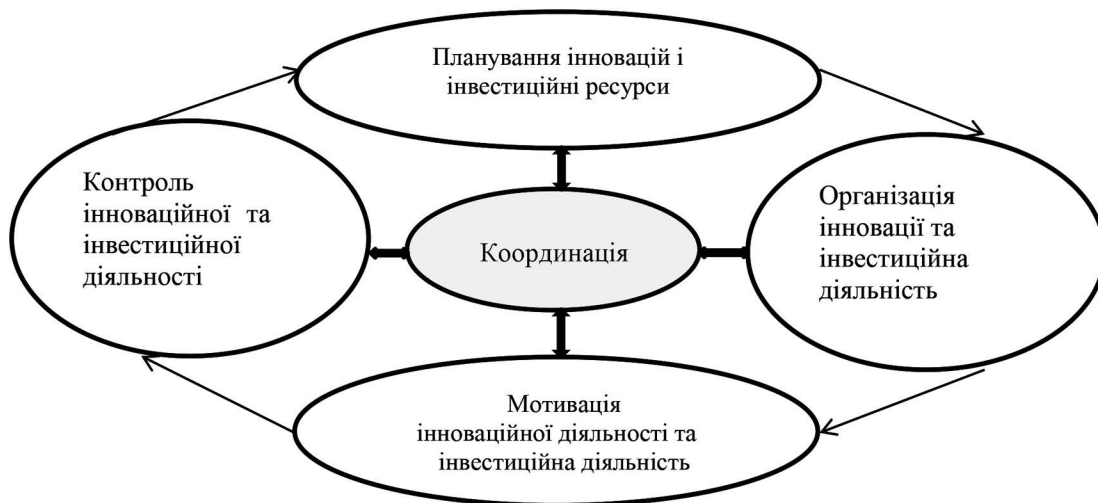 Планування інновацій і
інвестиційні ресурси
Контроль
інноваційної та
інвестиційної
діяльності
Координація
Організація
інновації та
інвестиційна
діяльність
Мотивація
інноваційної діяльності та
інвестиційна діяльність